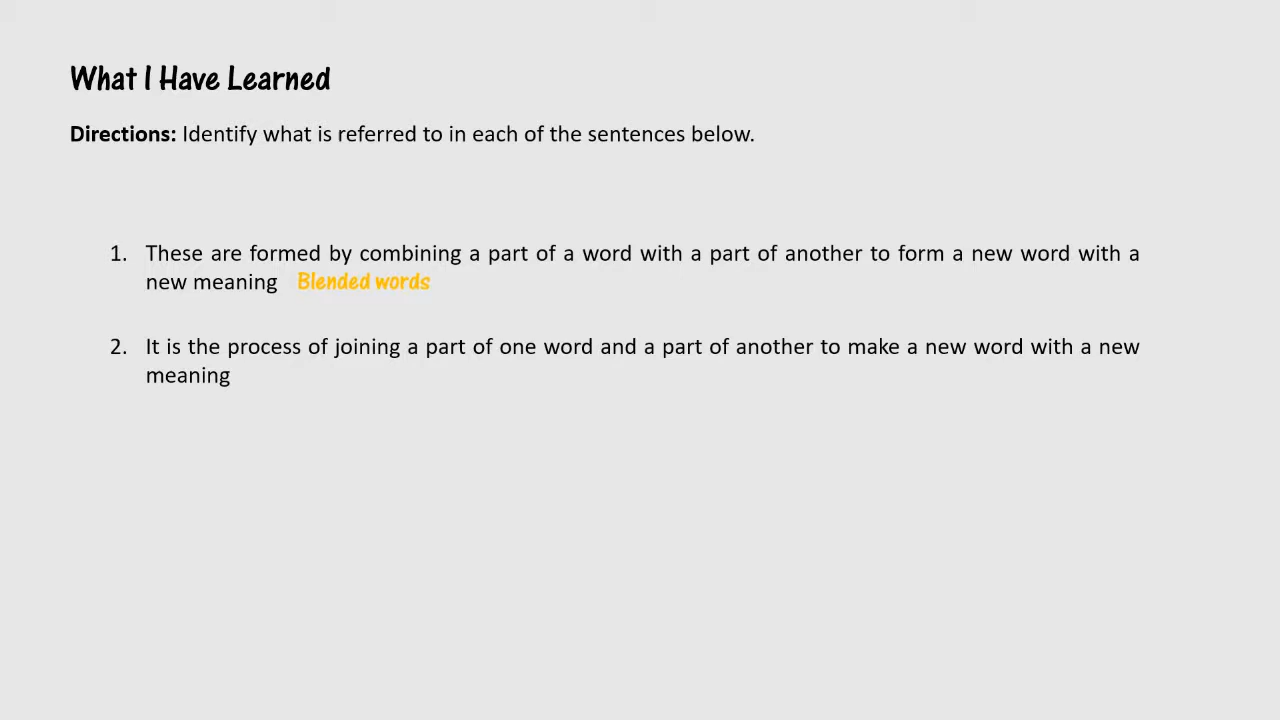 What I Have Learned
Directions: Identify what is referred to in each of the sentences below.
1. These are formed by combining a part of a word with a part of another to form a new word with a
new meaning Blended words
2. It is the process of joining a part of one word and a part of another to make a new word with a new
meaning